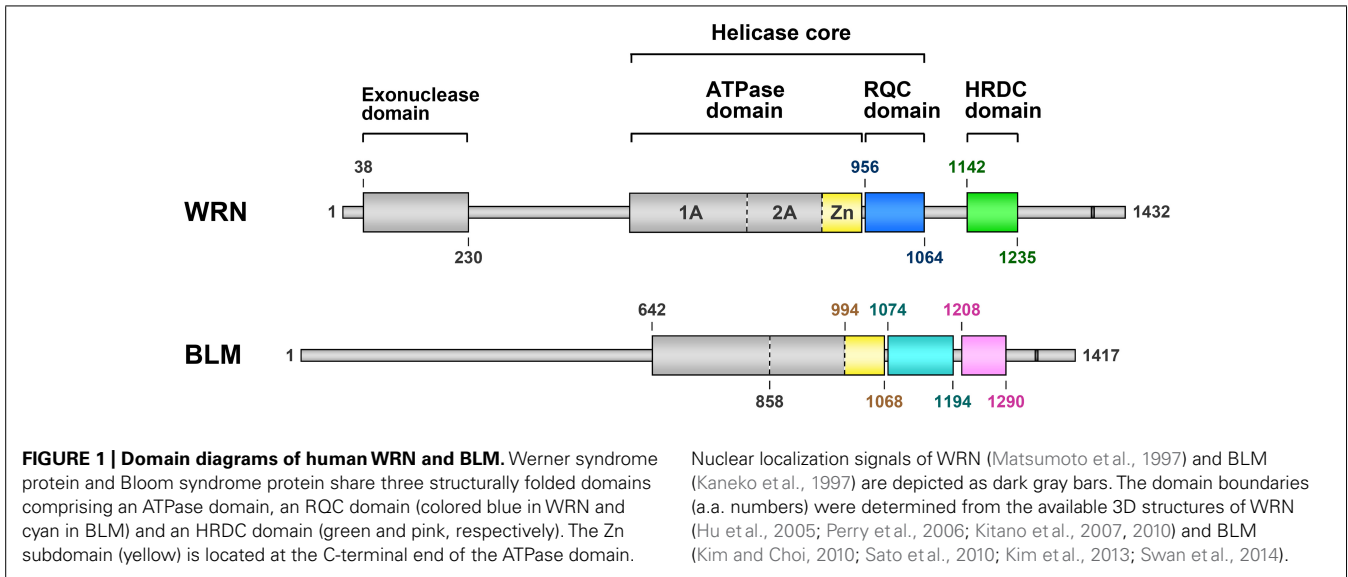 Helicase core
Exonuclease
domain
ATPase
domain
RQC
domain
HRDC
domain
38
956
1142
WRN
1
1A
2A
Zn
1432
230
1064
1235
642
994
1074
1208
BLM
1
1417
858
1068
1194
1290
FIGURE 1 | Domain diagrams of human WRN and BLM. Werner syndrome
protein and Bloom syndrome protein share three structurally folded domains
comprising an ATPase domain, an RQC domain (colored blue in WRN and
cyan in BLM) and an HRDC domain (green and pink, respectively). The Zn
subdomain (yellow) is located at the C-terminal end of the ATPase domain.
Nuclear localization signals of WRN (Matsumoto et al., 1997) and BLM
(Kaneko et al., 1997) are depicted as dark gray bars. The domain boundaries
(a.a. numbers) were determined from the available 3D structures of WRN
(Hu et al., 2005; Perry et al., 2006; Kitano et al., 2007, 2010) and BLM
(Kim and Choi, 2010; Sato et al., 2010; Kim et al., 2013; Swan et al., 2014).